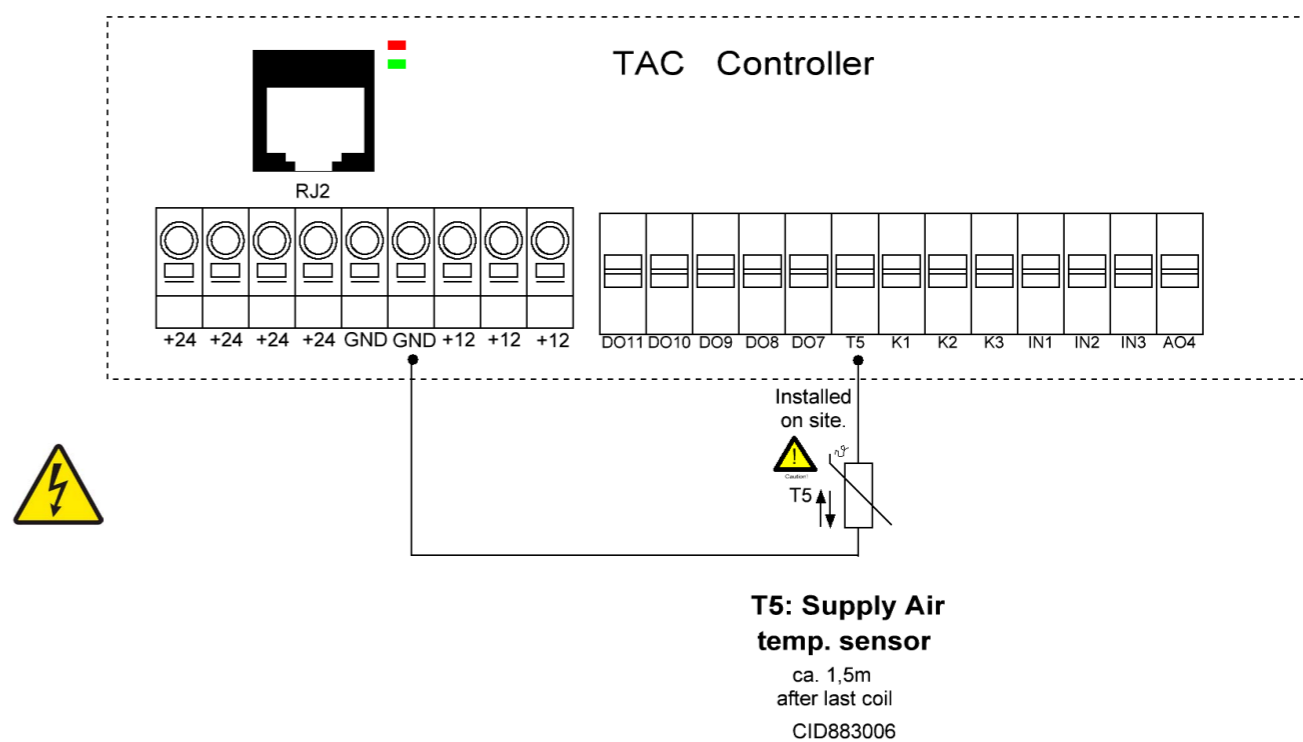 TAC Controller
RJ2
+24 +24 +24 +24 GND GND +12 +12 +12
DO11 DO10 DO9 DO8 DO7 T5 K1 K2 K3 IN1 IN2 IN3 AO4
Installed
on site.
ϑ
!
Caution!
T5
T5: Supply Air
temp. sensor
ca. 1,5m
after last coil
CID883006